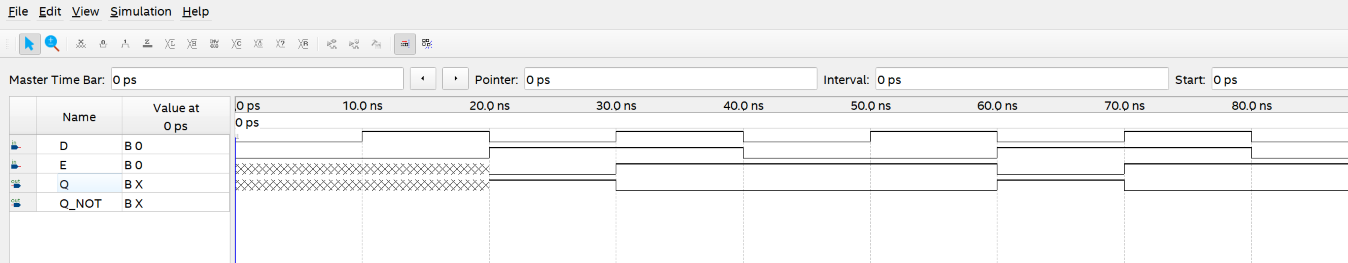 File Edit View Simulation Help
Master Time Bar: 0 ps Pointer: 0 ps Interval: 0 ps Start: 0 ps
Name Value at 0 ps
0 ps 10.0 ns 20.0 ns 30.0 ns 40.0 ns 50.0 ns 60.0 ns 70.0 ns 80.0 ns
0 ps
D B 0
E B 0
Q B X
Q_NOT B X